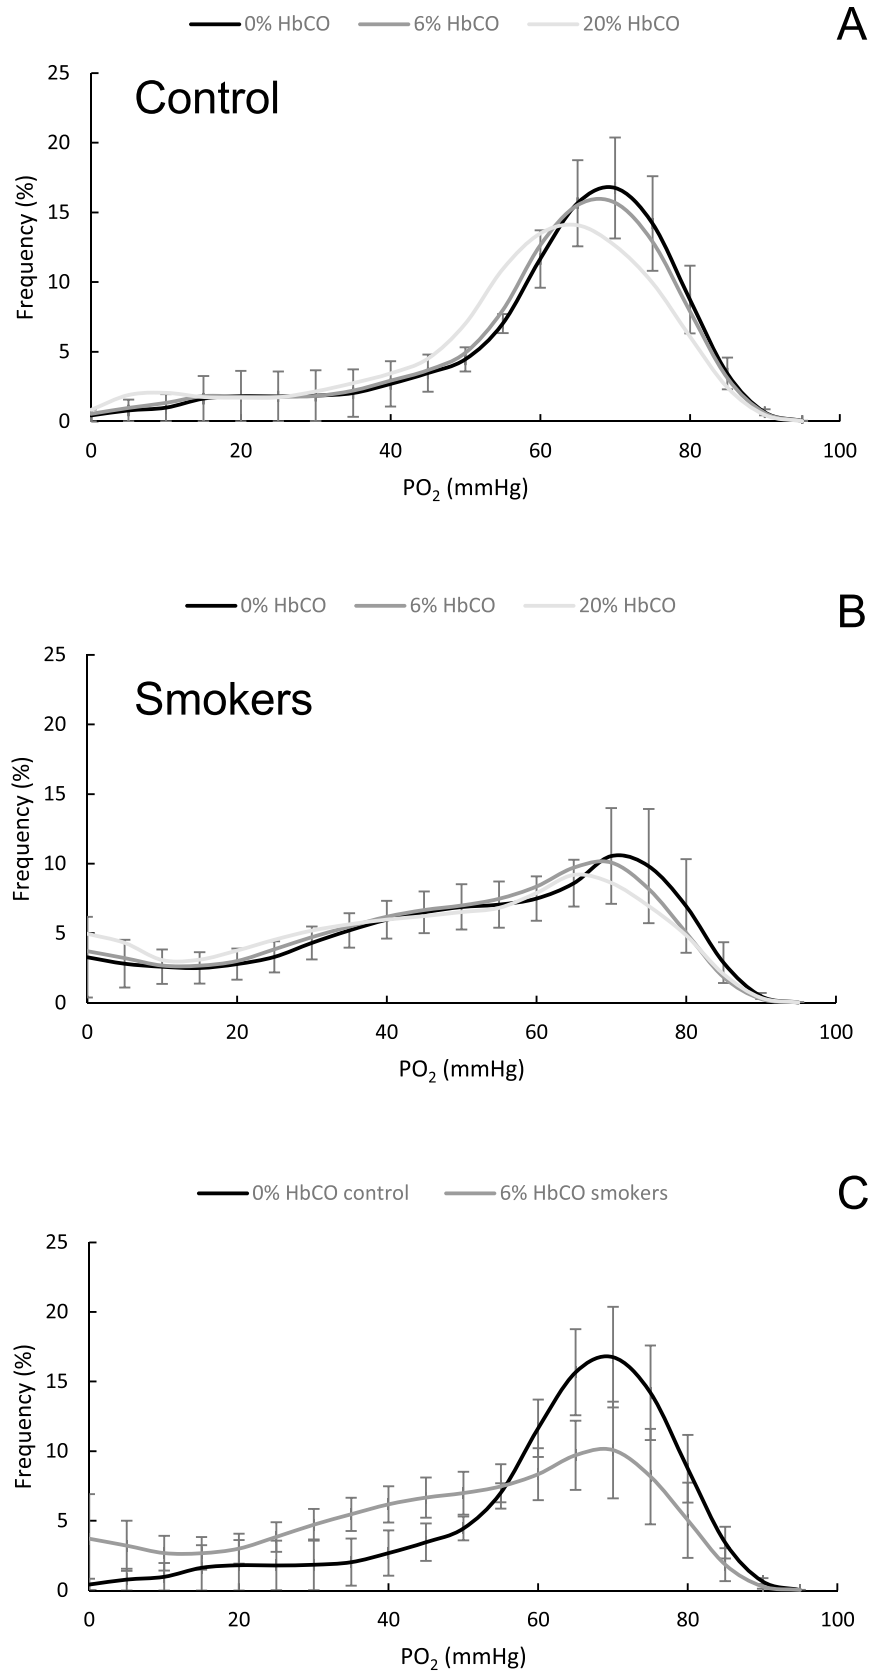 0% HbCO 6% HbCO 20% HbCO A
Control
25
20
15
10
5
0
Frequency (%)
0 20 40 60 80 100
PO₂ (mmHg)
0% HbCO 6% HbCO 20% HbCO B
Smokers
25
20
15
10
5
0
Frequency (%)
0 20 40 60 80 100
PO₂ (mmHg)
0% HbCO control 6% HbCO smokers C
25
20
15
10
5
0
Frequency (%)
0 20 40 60 80 100
PO₂ (mmHg)